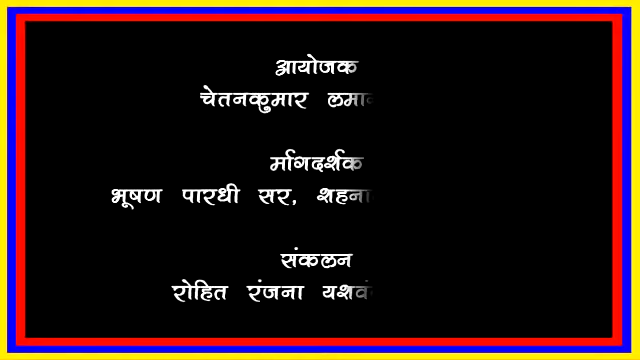 आयोजक
चेतनकुमार
र्मागदर्शक
भूषण पारधी सर,
संकलन
रोहित रंजना